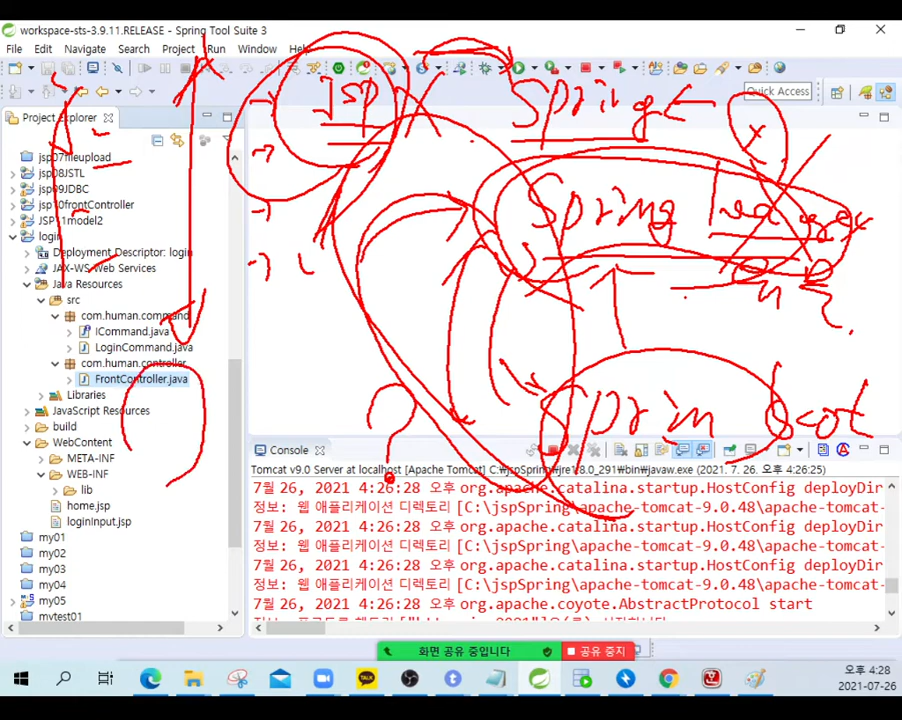 workspace-sts-3.9.11.RELEASE - Spring Tool Suite 3
File Edit Navigate Search Project Run Window Help
Quick Access
Project Explorer
jsp07fileupload
jsp08JSTL
jsp09JDBC
jsp10frontController
JSP11model2
login
Deployment Descriptor: login
JAX-WS Web Services
Java Resources
src
com.human.command
ICommand.java
LoginCommand.java
com.human.controller
FrontController.java
Libraries
JavaScript Resources
build
WebContent
META-INF
WEB-INF
lib
home.jsp
loginInput.jsp
my01
my02
my03
my04
my05
mytest01
Jsp
Spring
Spring
Spring boot
Console
Tomcat v9.0 Server at localhost [Apache Tomcat] C:\jspSpring\jre1.8.0_291\bin\javaw.exe (2021. 7. 26. 오후 4:26:25)
7월 26, 2021 4:26:28 오후 org.apache.catalina.startup.HostConfig deployDir
정보: 웹 애플리케이션 디렉토리 [C:\jspSpring\apache-tomcat-9.0.48\apache-tomcat-
7월 26, 2021 4:26:28 오후 org.apache.catalina.startup.HostConfig deployDir
정보: 웹 애플리케이션 디렉토리 [C:\jspSpring\apache-tomcat-9.0.48\apache-tomcat-
7월 26, 2021 4:26:28 오후 org.apache.catalina.startup.HostConfig deployDir
정보: 웹 애플리케이션 디렉토리 [C:\jspSpring\apache-tomcat-9.0.48\apache-tomcat-
7월 26, 2021 4:26:28 오후 org.apache.coyote.AbstractProtocol start
화면 공유 중입니다 공유 중지
오후 4:28
2021-07-26